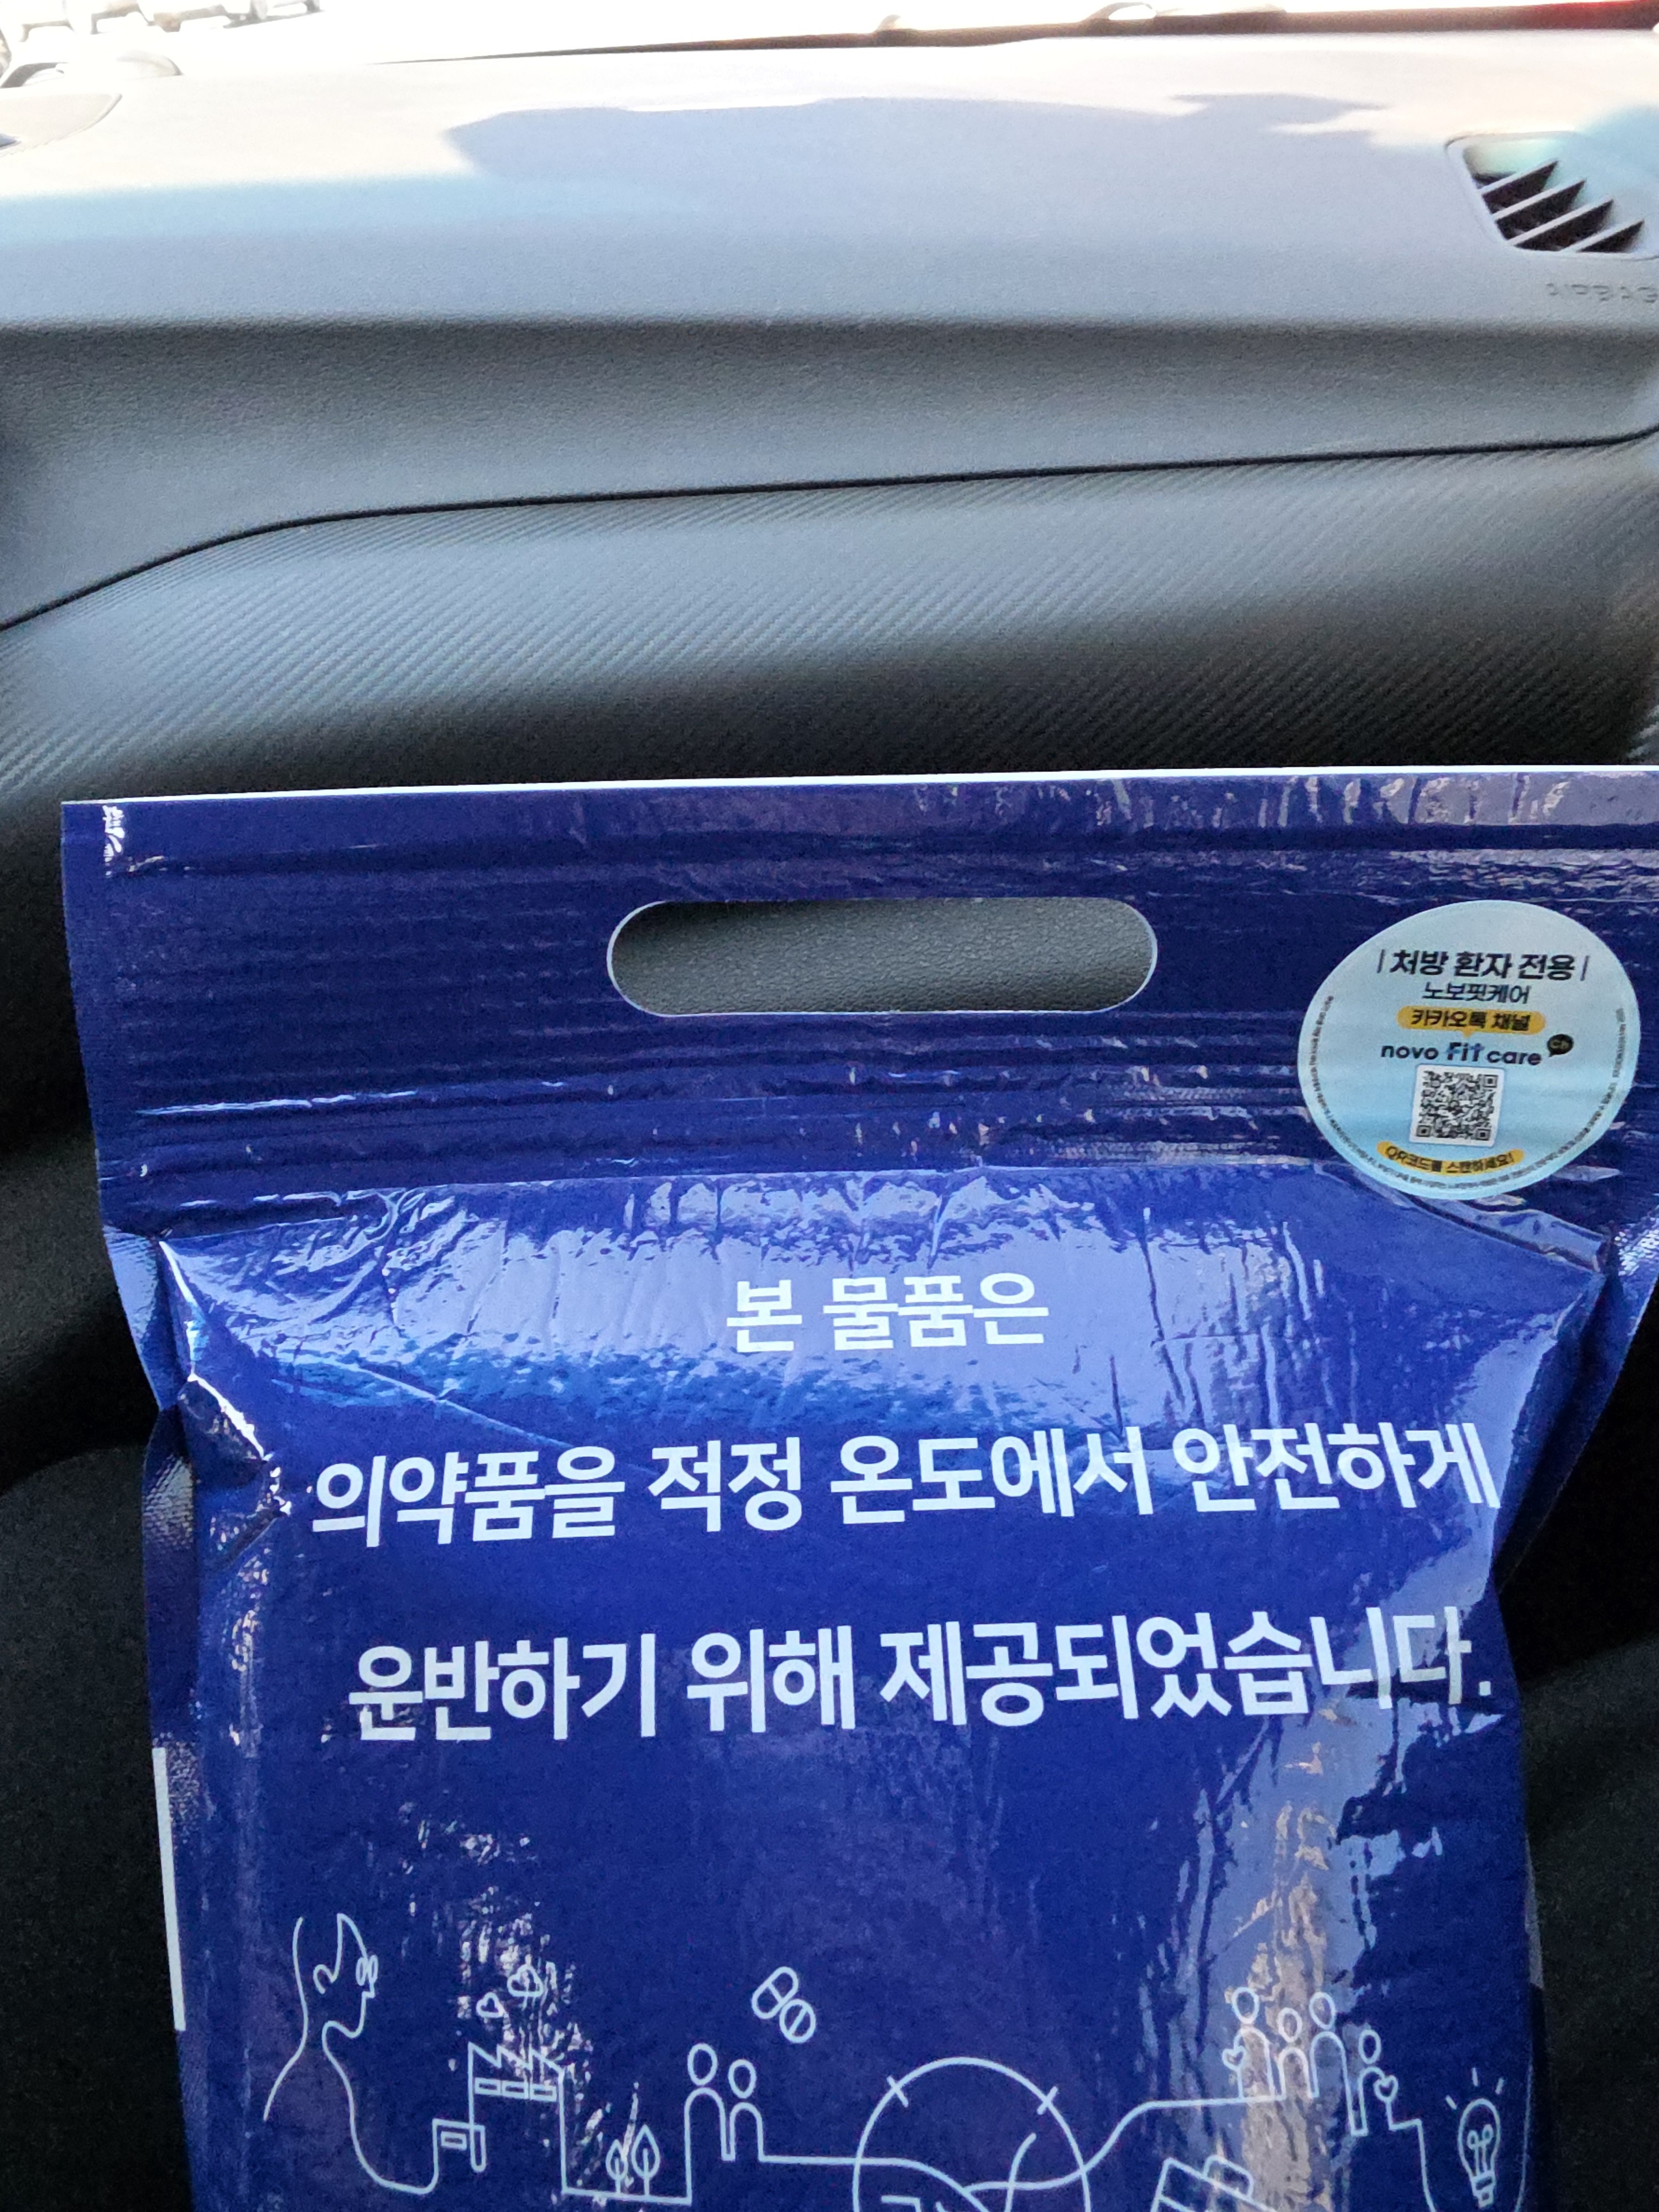 AIRBAG
처방 환자 전용
노보핏케어
카카오톡 채널
novo Fit care Ch
QR코드를 스캔하세요!
본 물품은
의약품을 적정 온도에서 안전하게
운반하기 위해 제공되었습니다.